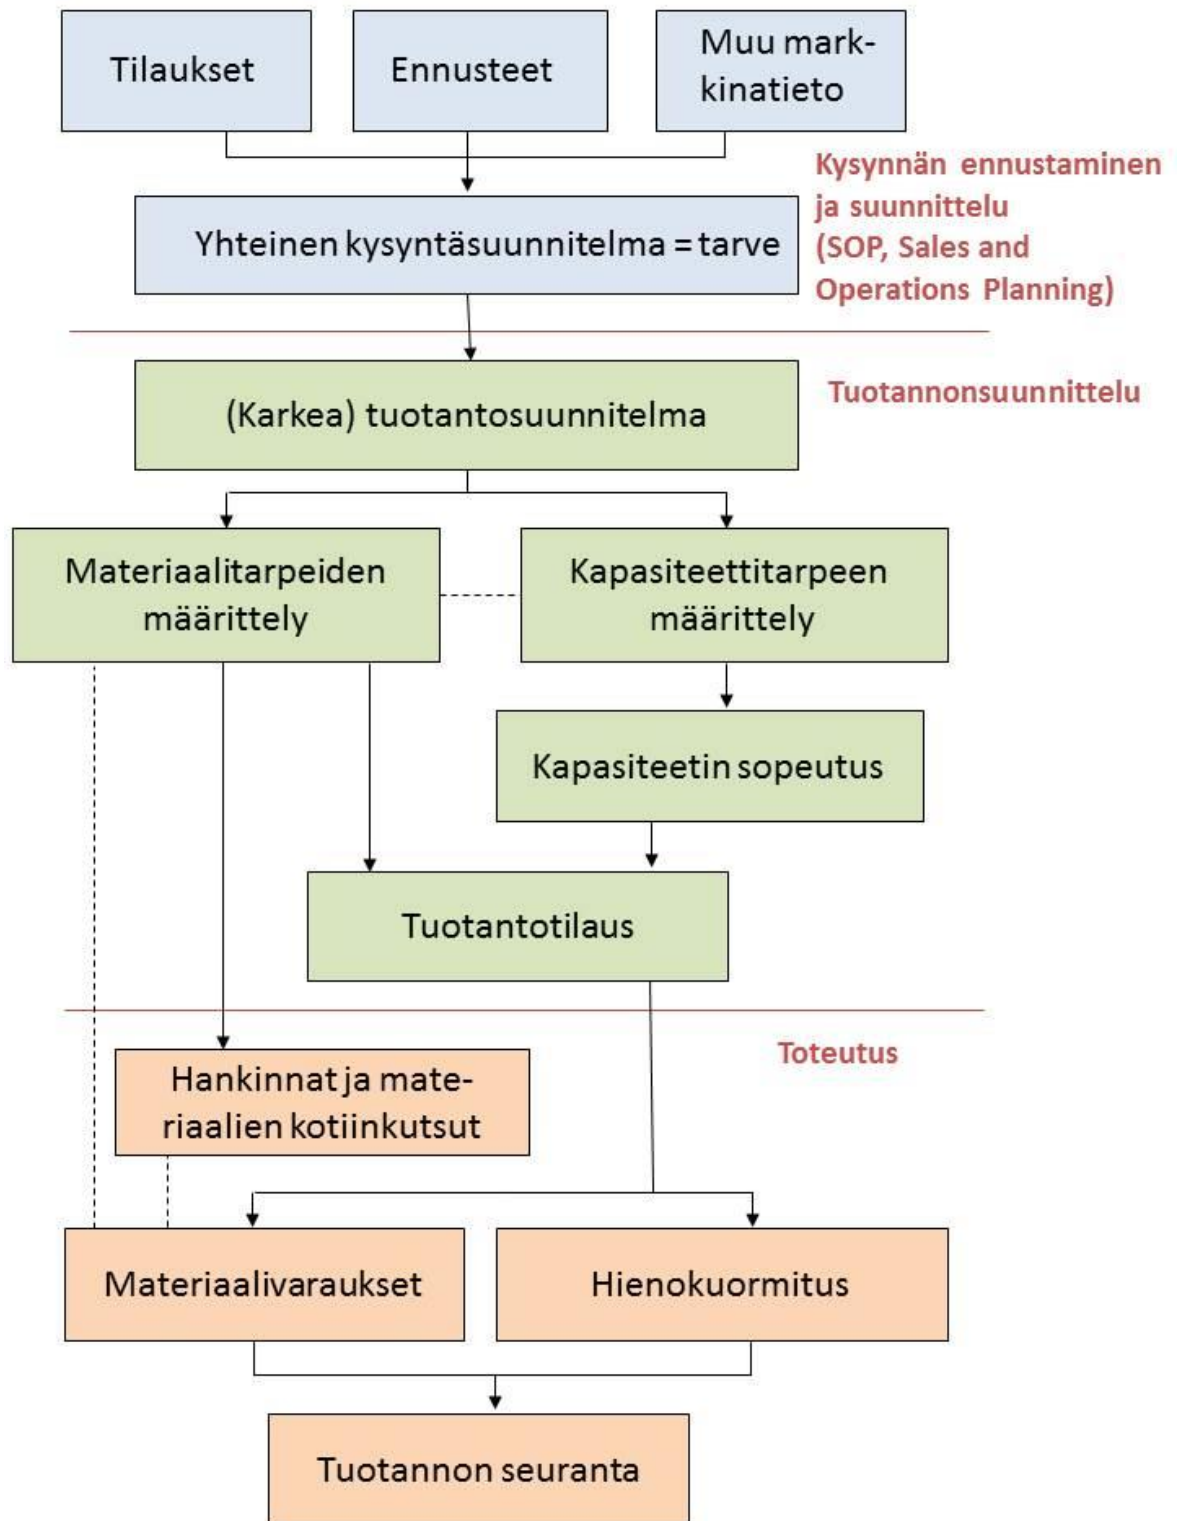 Tilaukset
Ennusteet
Muu mark-
kinatieto
Kysynnän ennustaminen
ja suunnittelu
(SOP, Sales and
Operations Planning)
Yhteinen kysyntäsuunnitelma = tarve
(Karkea) tuotantosuunnitelma
Tuotannonsuunnittelu
Materiaalitarpeiden
määrittely
Kapasiteettitarpeen
määrittely
Kapasiteetin sopeutus
Tuotantotilaus
Toteutus
Hankinnat ja mate-
riaalien kotiinkutsut
Materiaalivaraukset
Hienokuormitus
Tuotannon seuranta